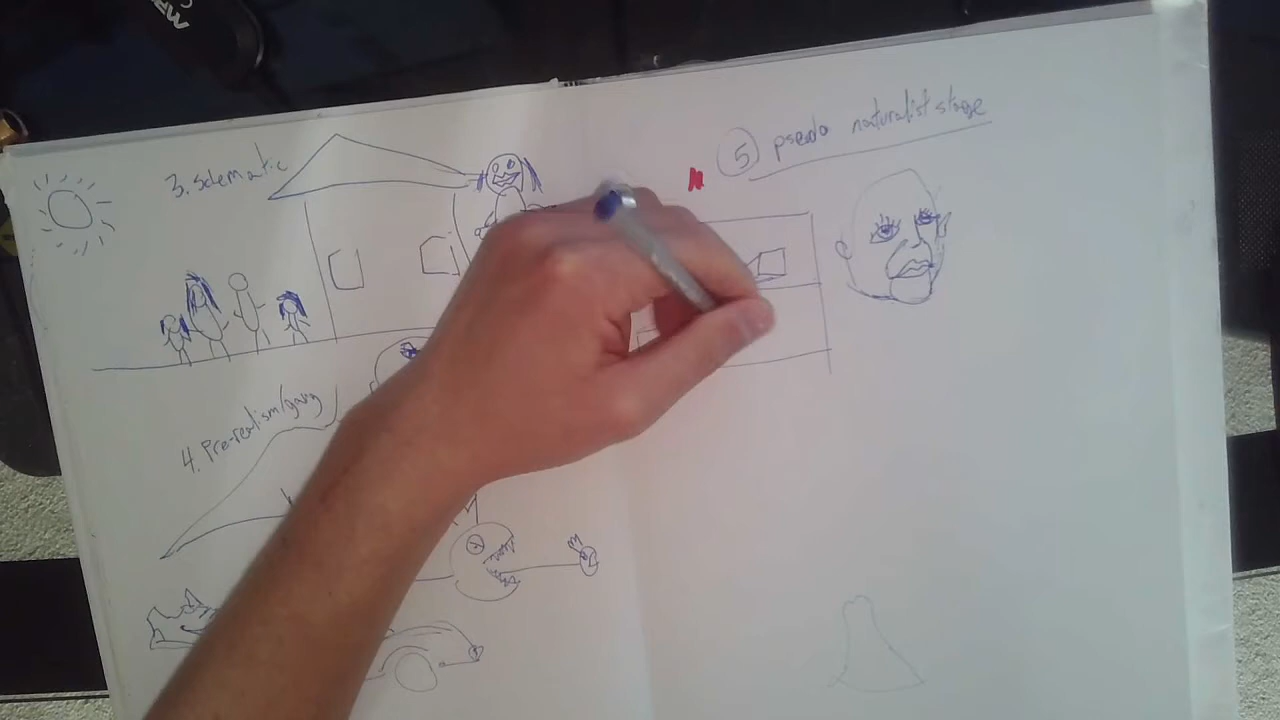 3. Schematic
5 pseudo naturalist stage
4. Pre-realism/gang